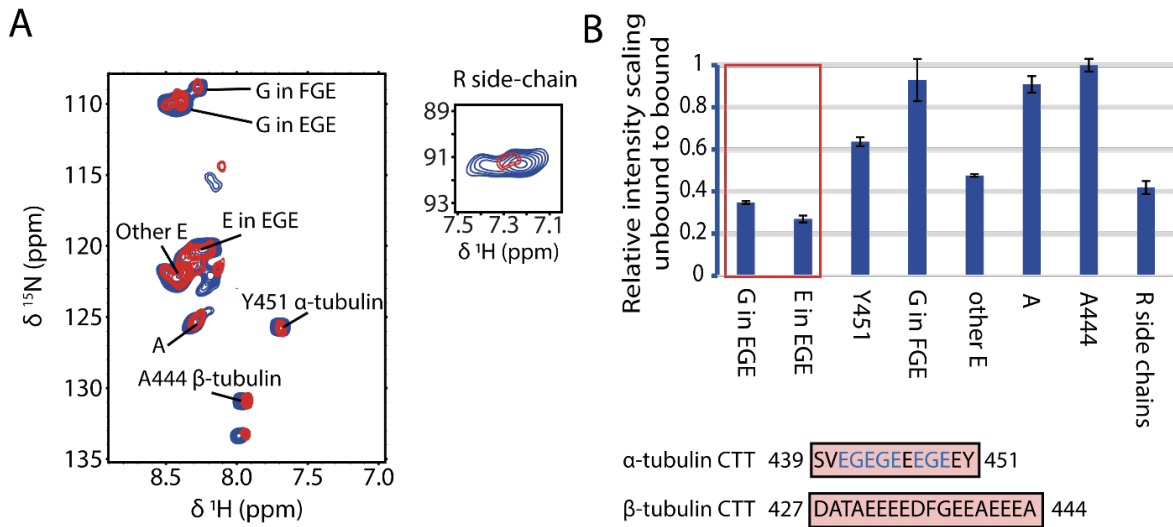 A
G in FGE
G in EGE
E in EGE
Other E
Y451 α-tubulin
A
A444 β-tubulin
110
115
120
125
130
135
δ ¹⁵N (ppm)
8.5
8.0
7.5
7.0
δ ¹H (ppm)
R side-chain
89
91
93
7.5
7.3
7.1
δ ¹H (ppm)
B
Relative intensity scaling
unbound to bound
1
0.8
0.6
0.4
0.2
0
G in EGE
E in EGE
Y451
G in FGE
other E
A
A444
R side chains
α-tubulin CTT 439 SVEGEGEEEGEEY 451
β-tubulin CTT 427 DATAEEEEDFGEEAEEEA 444